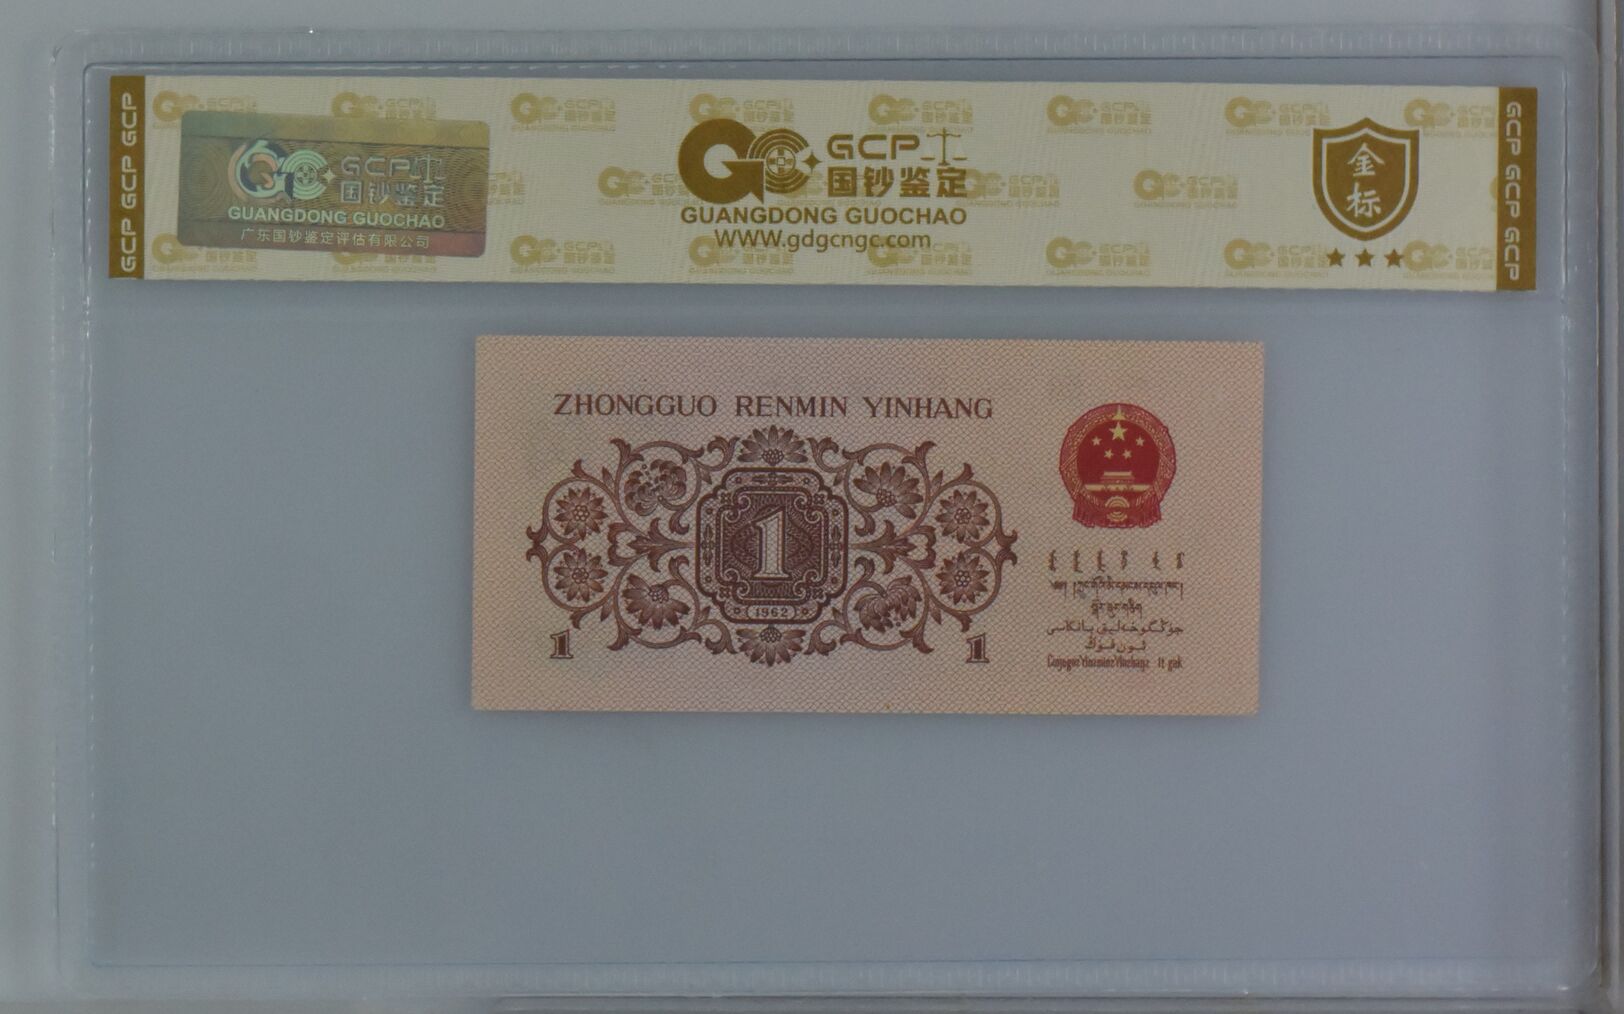 GCP GCP GCP
GCP
国钞鉴定
GUANGDONG GUOCHAO
广东国钞鉴定评估有限公司
GCP
国钞鉴定
GUANGDONG GUOCHAO
WWW.gdgcngc.com
金
标
GCP GCP GCP
ZHONGGUO RENMIN YINHANG
1
1962
1
1